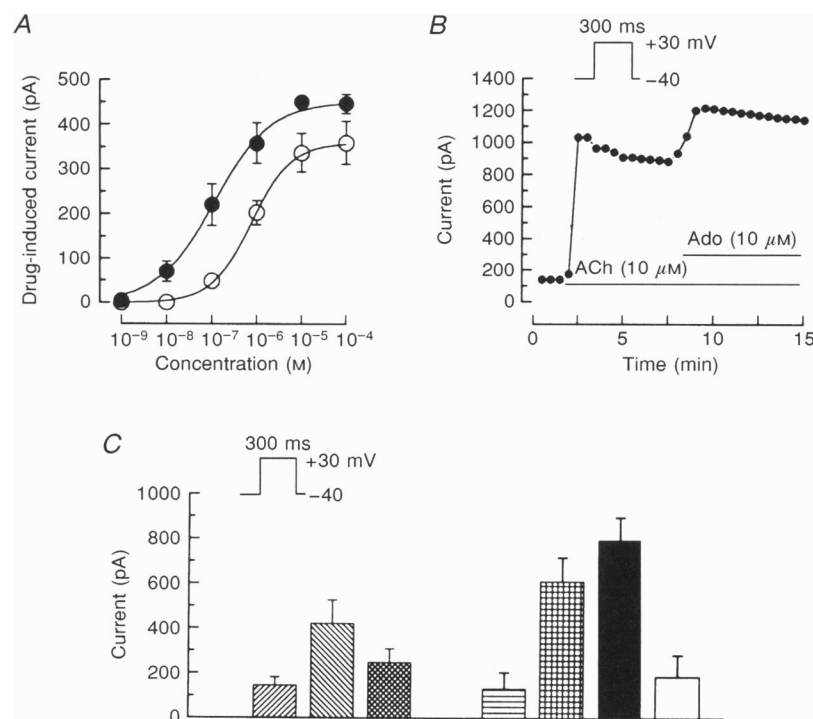 A
Drug-induced current (pA)
500
400
300
200
100
0
10⁻⁹ 10⁻⁸ 10⁻⁷ 10⁻⁶ 10⁻⁵ 10⁻⁴
Concentration (M)
B
300 ms
+30 mV
−40
Current (pA)
1400
1200
1000
800
600
400
200
0
Ado (10 μM)
ACh (10 μM)
0 5 10 15
Time (min)
C
300 ms
+30 mV
−40
Current (pA)
1000
800
600
400
200
0